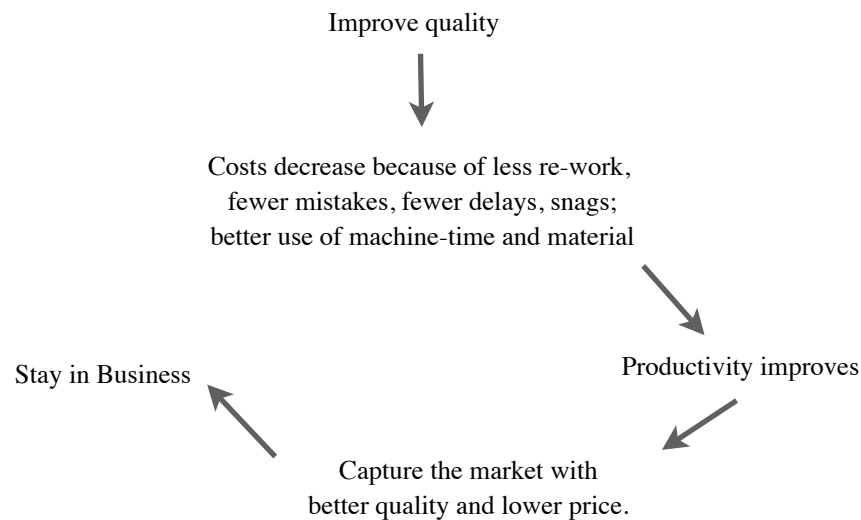 Improve quality
Costs decrease because of less re-work,
fewer mistakes, fewer delays, snags;
better use of machine-time and material
Productivity improves
Capture the market with
better quality and lower price.
Stay in Business